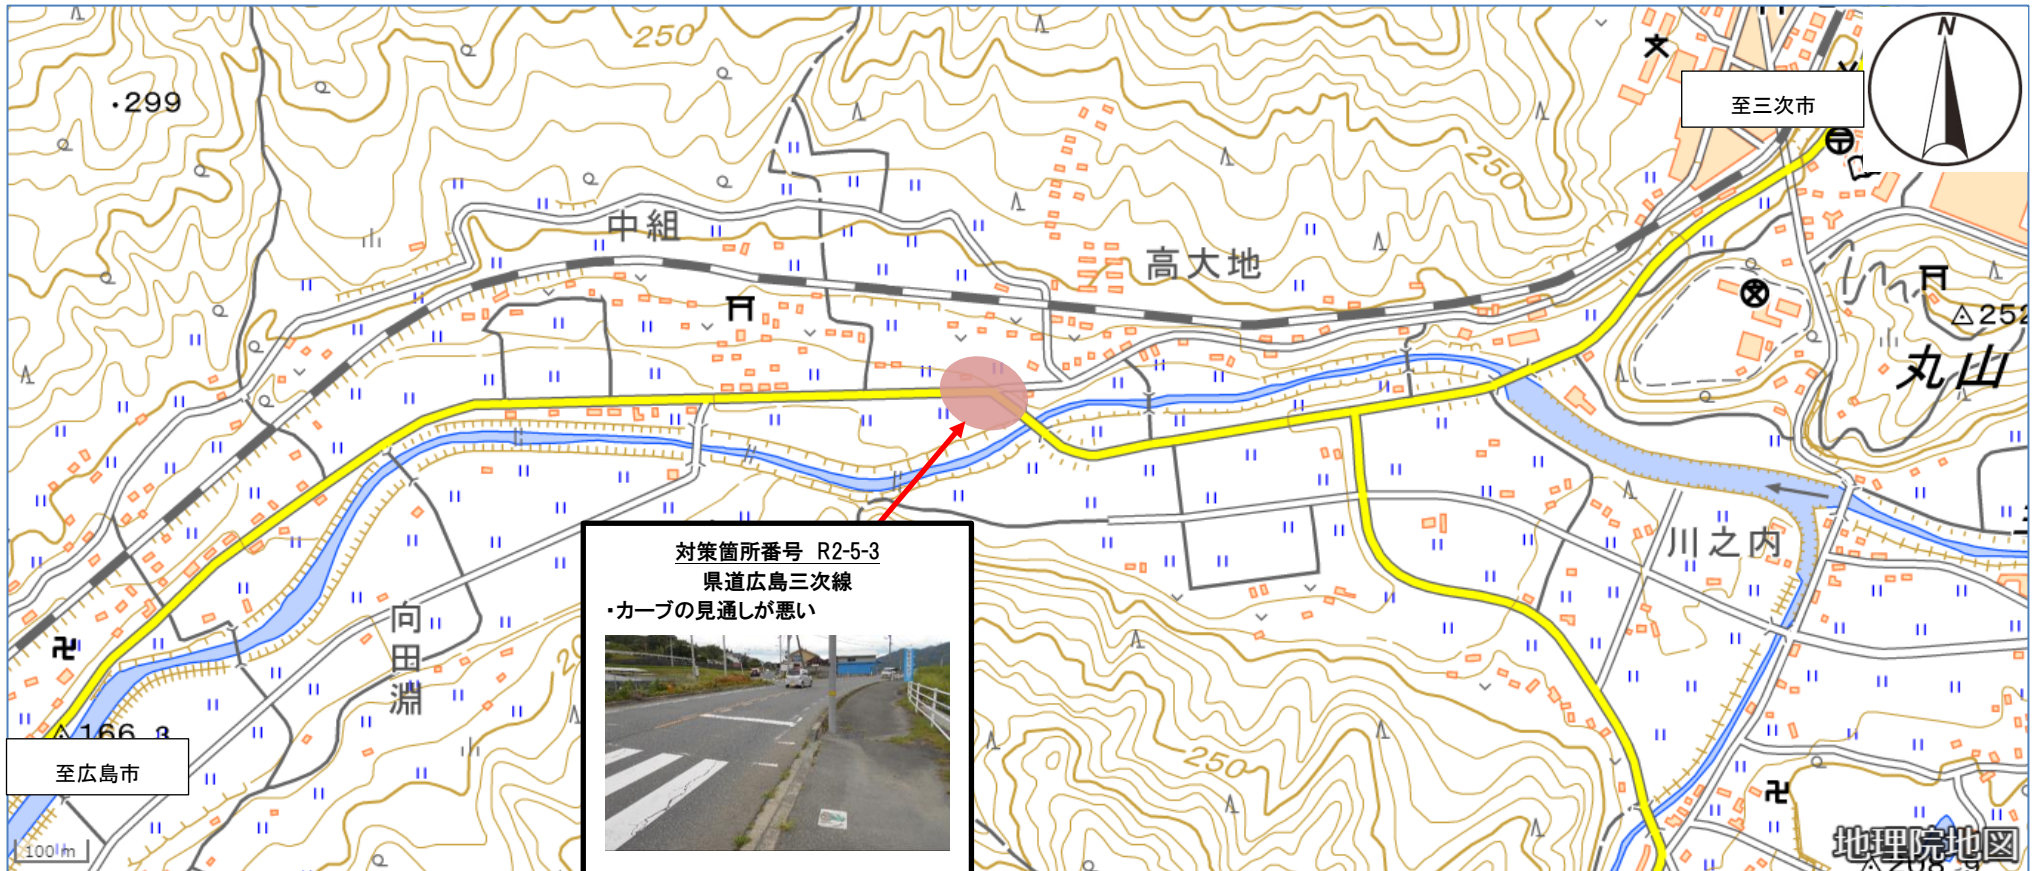 250
・299
至三次市
N
250
中組
高大地
252
丸山
対策箇所番号 R2-5-3
県道広島三次線
・カーブの見通しが悪い
川之内
向田淵
20
166.3
至広島市
250
100 m
地理院地図
208.9